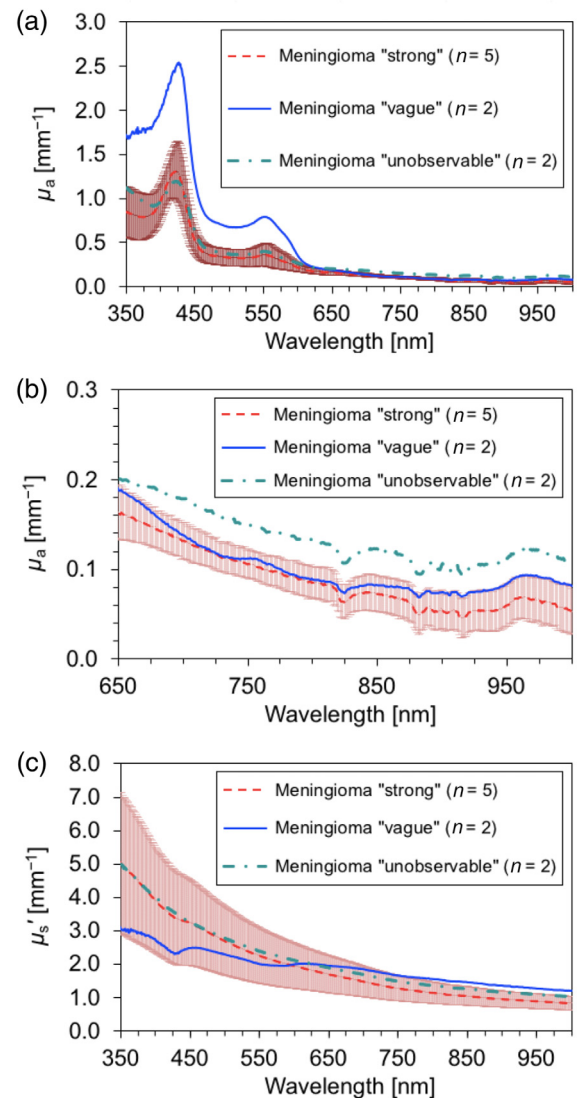 (a)
3.0
2.5
2.0
1.5
1.0
0.5
0.0
μa [mm−1]
Meningioma "strong" (n = 5)
Meningioma "vague" (n = 2)
Meningioma "unobservable" (n = 2)
350 450 550 650 750 850 950
Wavelength [nm]
(b)
0.3
0.2
0.1
0.0
μa [mm−1]
Meningioma "strong" (n = 5)
Meningioma "vague" (n = 2)
Meningioma "unobservable" (n = 2)
650 750 850 950
Wavelength [nm]
(c)
8.0
7.0
6.0
5.0
4.0
3.0
2.0
1.0
0.0
μs′ [mm−1]
Meningioma "strong" (n = 5)
Meningioma "vague" (n = 2)
Meningioma "unobservable" (n = 2)
350 450 550 650 750 850 950
Wavelength [nm]